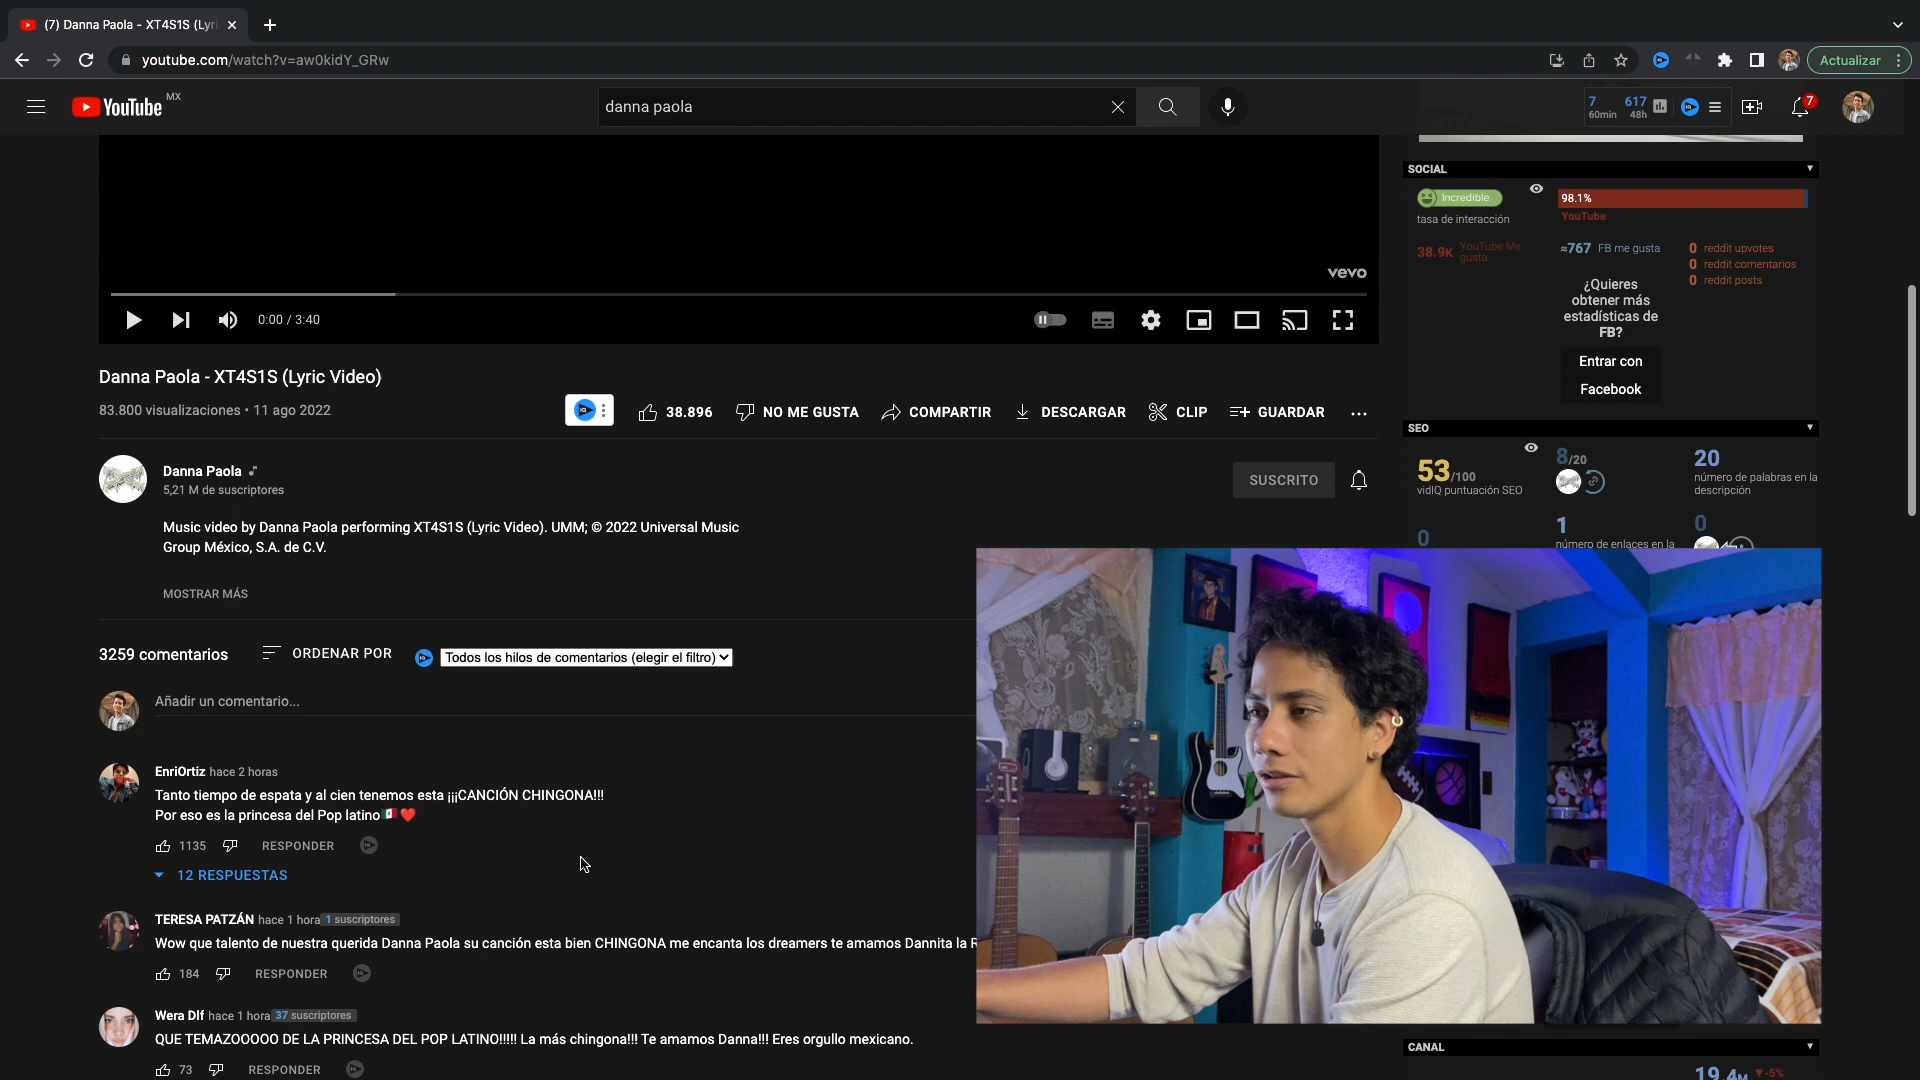 (7) Danna Paola - XT4S1S (Lyri
youtube.com/watch?v=aw0kidY_GRw
Actualizar
YouTube MX
danna paola
7 60min
617 48h
7
vevo
0:00 / 3:40
Danna Paola - XT4S1S (Lyric Video)
83.800 visualizaciones • 11 ago 2022
38.896
NO ME GUSTA
COMPARTIR
DESCARGAR
CLIP
GUARDAR
Danna Paola
5,21 M de suscriptores
SUSCRITO
Music video by Danna Paola performing XT4S1S (Lyric Video). UMM; © 2022 Universal Music
Group México, S.A. de C.V.
MOSTRAR MÁS
3259 comentarios
ORDENAR POR
Todos los hilos de comentarios (elegir el filtro)
Añadir un comentario...
EnriOrtiz hace 2 horas
Tanto tiempo de espata y al cien tenemos esta ¡¡¡CANCIÓN CHINGONA!!!
Por eso es la princesa del Pop latino🇲🇽❤️
1135
RESPONDER
12 RESPUESTAS
TERESA PATZÁN hace 1 hora 1 suscriptores
Wow que talento de nuestra querida Danna Paola su canción esta bien CHINGONA me encanta los dreamers te amamos Dannita la R
184
RESPONDER
Wera Dlf hace 1 hora 37 suscriptores
QUE TEMAZOOOOO DE LA PRINCESA DEL POP LATINO!!!!! La más chingona!!! Te amamos Danna!!! Eres orgullo mexicano.
73
RESPONDER
SOCIAL
Incredible
tasa de interacción
98.1%
YouTube
38.9K YouTube Me
gusta
≈767 FB me gusta
0 reddit upvotes
0 reddit comentarios
0 reddit posts
¿Quieres
obtener más
estadísticas de
FB?
Entrar con
Facebook
SEO
53/100
vidIQ puntuación SEO
8/20
20
número de palabras en la
descripción
0
1
número de enlaces en la
0
CANAL
19.4M
-5%